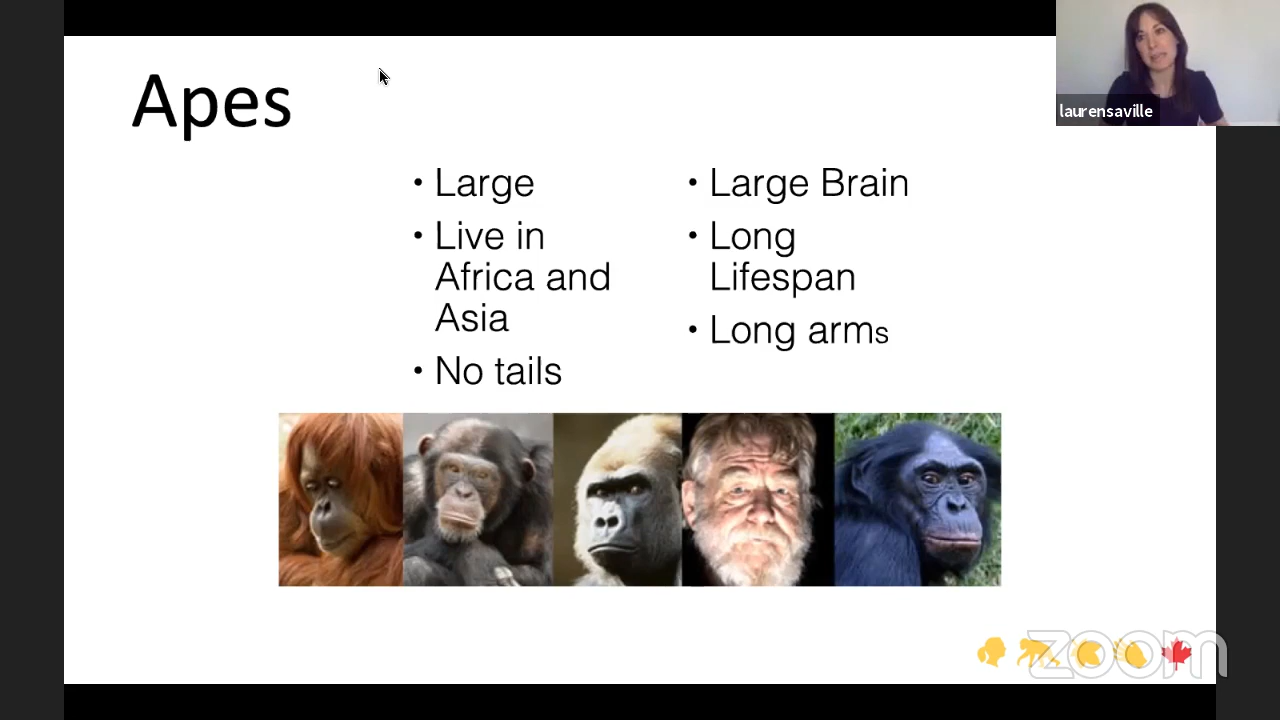 Apes
laurensaville
• Large
• Live in
Africa and
Asia
• No tails
• Large Brain
• Long
Lifespan
• Long arms
zoom